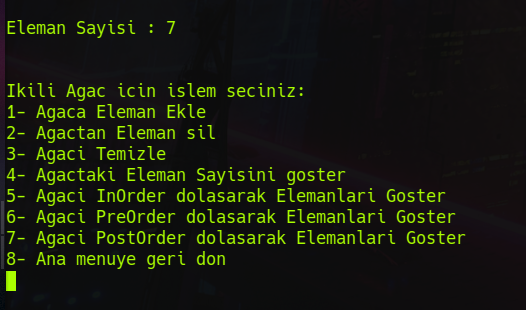 Eleman Sayisi : 7
Ikili Agac icin islem seciniz:
1- Agaca Eleman Ekle
2- Agactan Eleman sil
3- Agaci Temizle
4- Agactaki Eleman Sayisini goster
5- Agaci InOrder dolasarak Elemanlari Goster
6- Agaci PreOrder dolasarak Elemanlari Goster
7- Agaci PostOrder dolasarak Elemanlari Goster
8- Ana menuye geri don